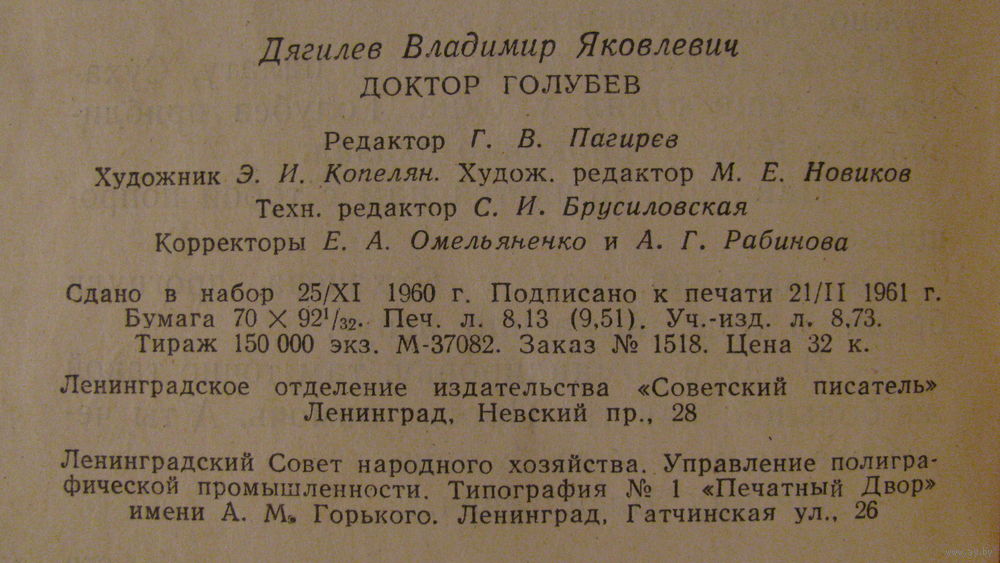 Дягилев Владимир Яковлевич
ДОКТОР ГОЛУБЕВ
Редактор Г. В. Пагирев
Художник Э. И. Копелян. Худож. редактор М. Е. Новиков
Техн. редактор С. И. Брусиловская
Корректоры Е. А. Омельяненко и А. Г. Рабинова
Сдано в набор 25/XI 1960 г. Подписано к печати 21/II 1961 г.
Бумага 70 × 92¹/₃₂. Печ. л. 8,13 (9,51). Уч.-изд. л. 8,73.
Тираж 150 000 экз. М-37082. Заказ № 1518. Цена 32 к.
Ленинградское отделение издательства «Советский писатель»
Ленинград, Невский пр., 28
Ленинградский Совет народного хозяйства. Управление полигра-
фической промышленности. Типография № 1 «Печатный Двор»
имени А. М. Горького. Ленинград, Гатчинская ул., 26
www.ay.by